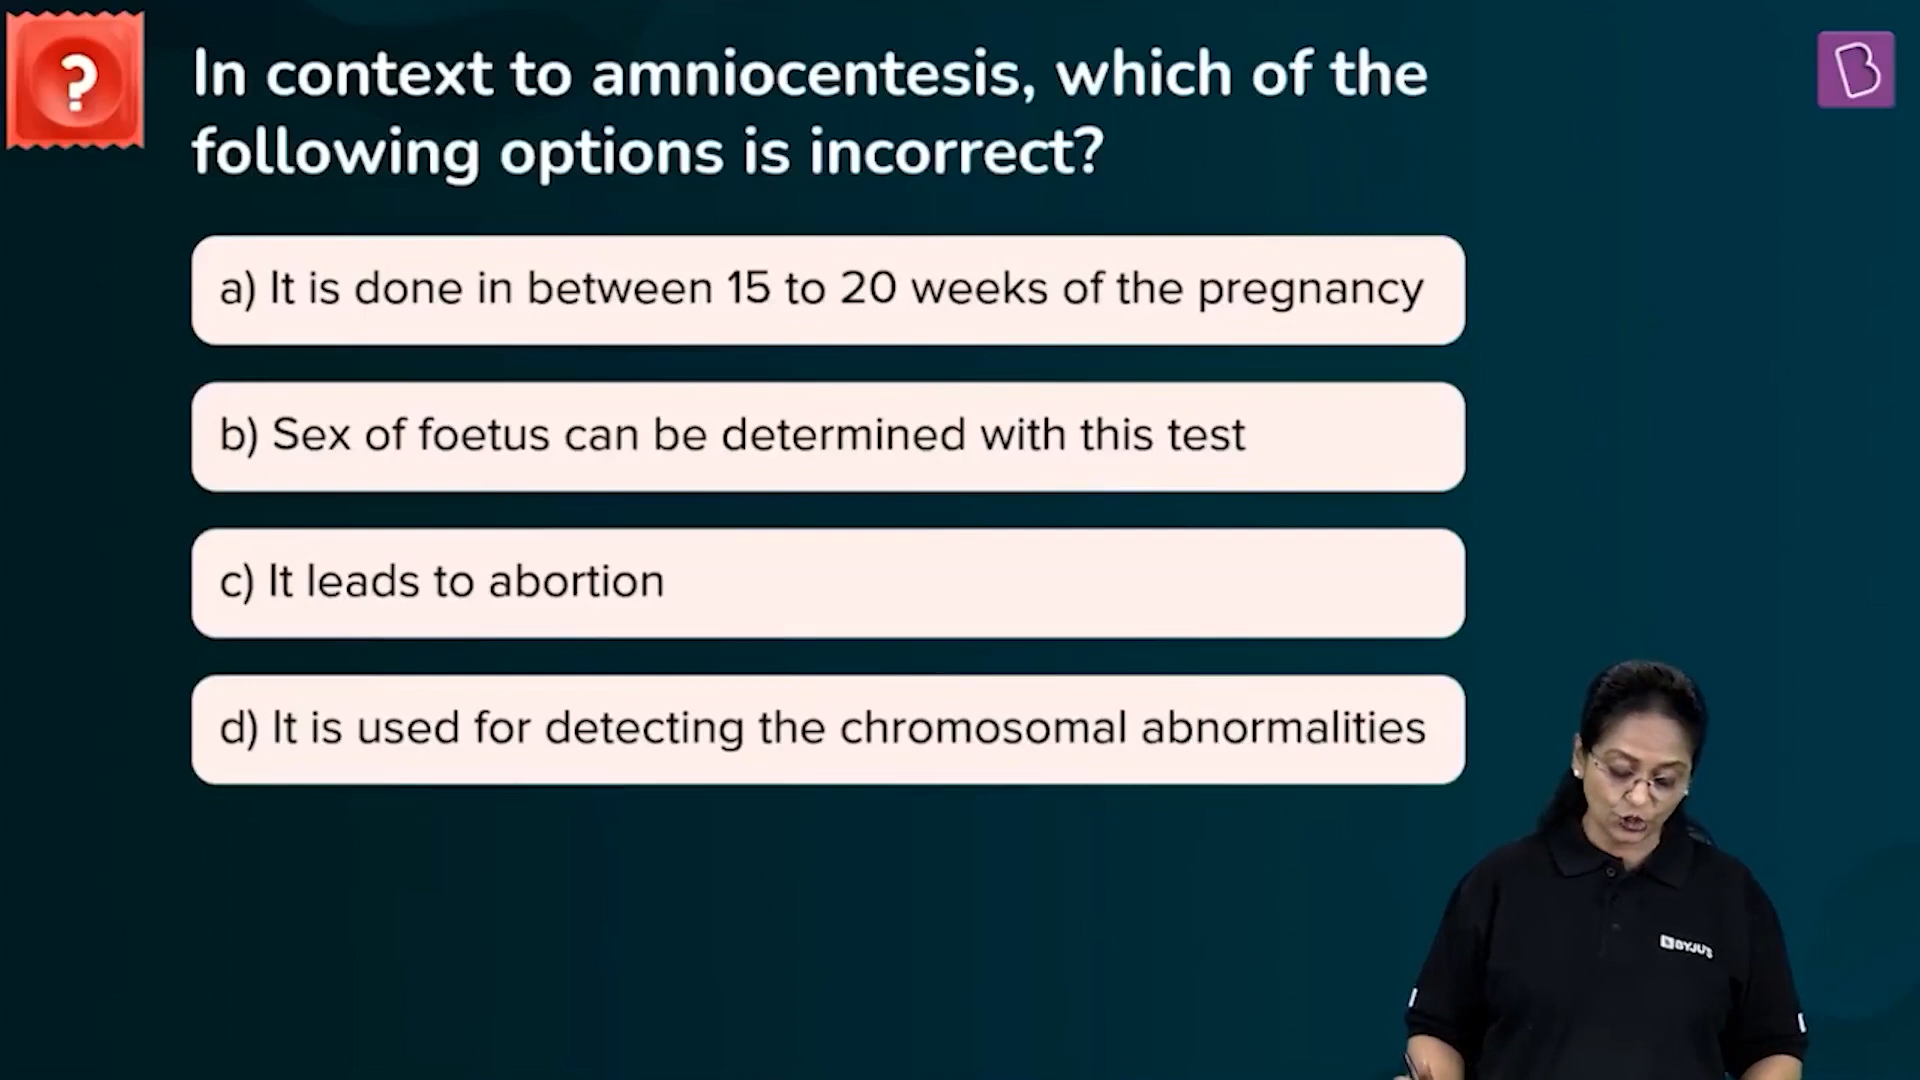 ?
In context to amniocentesis, which of the
following options is incorrect?
B
a) It is done in between 15 to 20 weeks of the pregnancy
b) Sex of foetus can be determined with this test
c) It leads to abortion
d) It is used for detecting the chromosomal abnormalities
BYJU'S